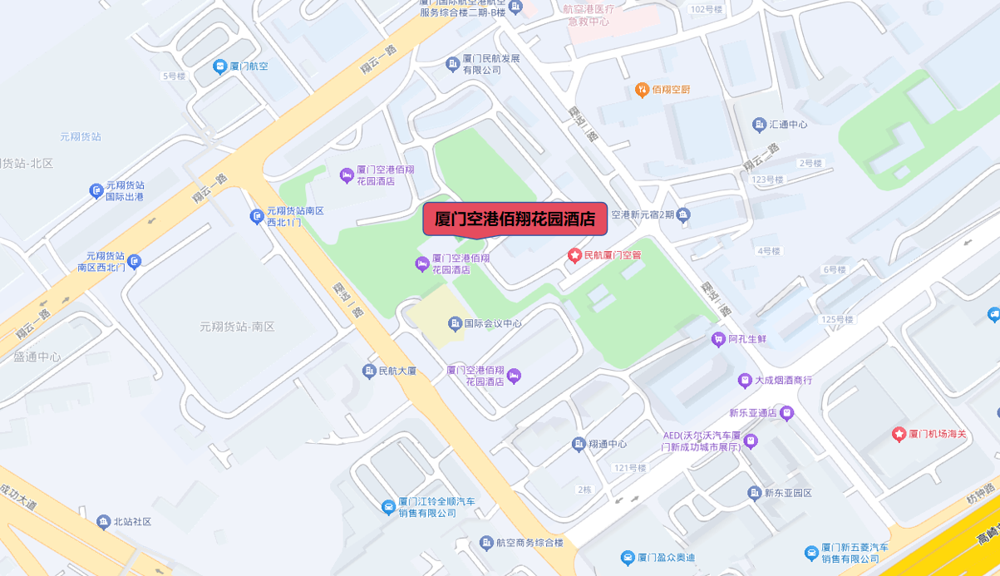 厦门国际航空港航空
服务综合楼二期-B楼
航空港医疗
急救中心
102号楼
翔云一路
厦门民航发展
有限公司
厦门航空
5号楼
佰翔空厨
翔远二路
汇通中心
元翔货站
货站-北区
翔云一路
2号楼
123号楼
厦门空港佰翔
花园酒店
元翔货站
国际出港
翔云一路
元翔货站南区
西北1门
厦门空港佰翔花园酒店
空港新元宿2期
元翔货站
南区西北门
厦门空港佰翔
花园酒店
民航厦门空管
4号楼
6号楼
翔远一路
翔远二路
翔云一路
元翔货站-南区
国际会议中心
125号楼
阿孔生鲜
盛通中心
民航大厦
厦门空港佰翔
花园酒店
大成烟酒商行
新乐亚通店
AED(沃尔沃汽车厦
门新成功城市展厅)
厦门机场海关
翔通中心
121号楼
2栋
新东亚园区
枋钟路
成功大道
厦门江铃全顺汽车
销售有限公司
北站社区
航空商务综合楼
厦门盈众奥迪
厦门新五菱汽车
销售有限公司
高崎